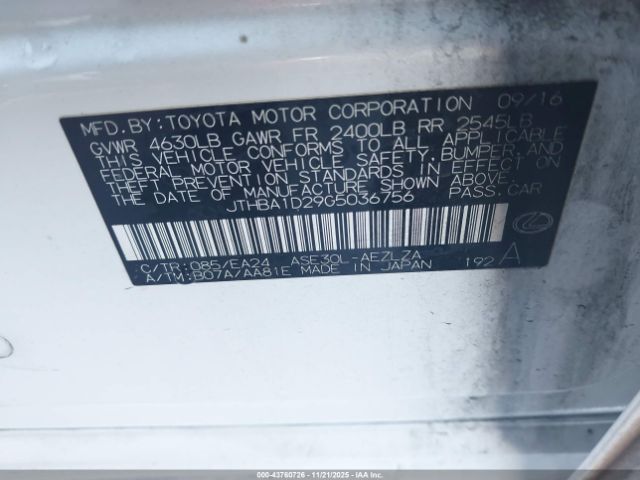 MFD. BY: TOYOTA MOTOR CORPORATION 09/16
GVWR 4630LB GAWR FR 2400LB RR 2545LB
THIS VEHICLE CONFORMS TO ALL APPLICABLE
FEDERAL MOTOR VEHICLE SAFETY, BUMPER, AND
THEFT PREVENTION STANDARDS IN EFFECT ON
THE DATE OF MANUFACTURE SHOWN ABOVE.
JTHBA1D29G5036756 PASS. CAR
C/TR: 085/EA24 ASE30L-AEZLZA
A/TM: B07A/AA81E MADE IN JAPAN 192 A
000-43760726 - 11/21/2025 - IAA Inc.